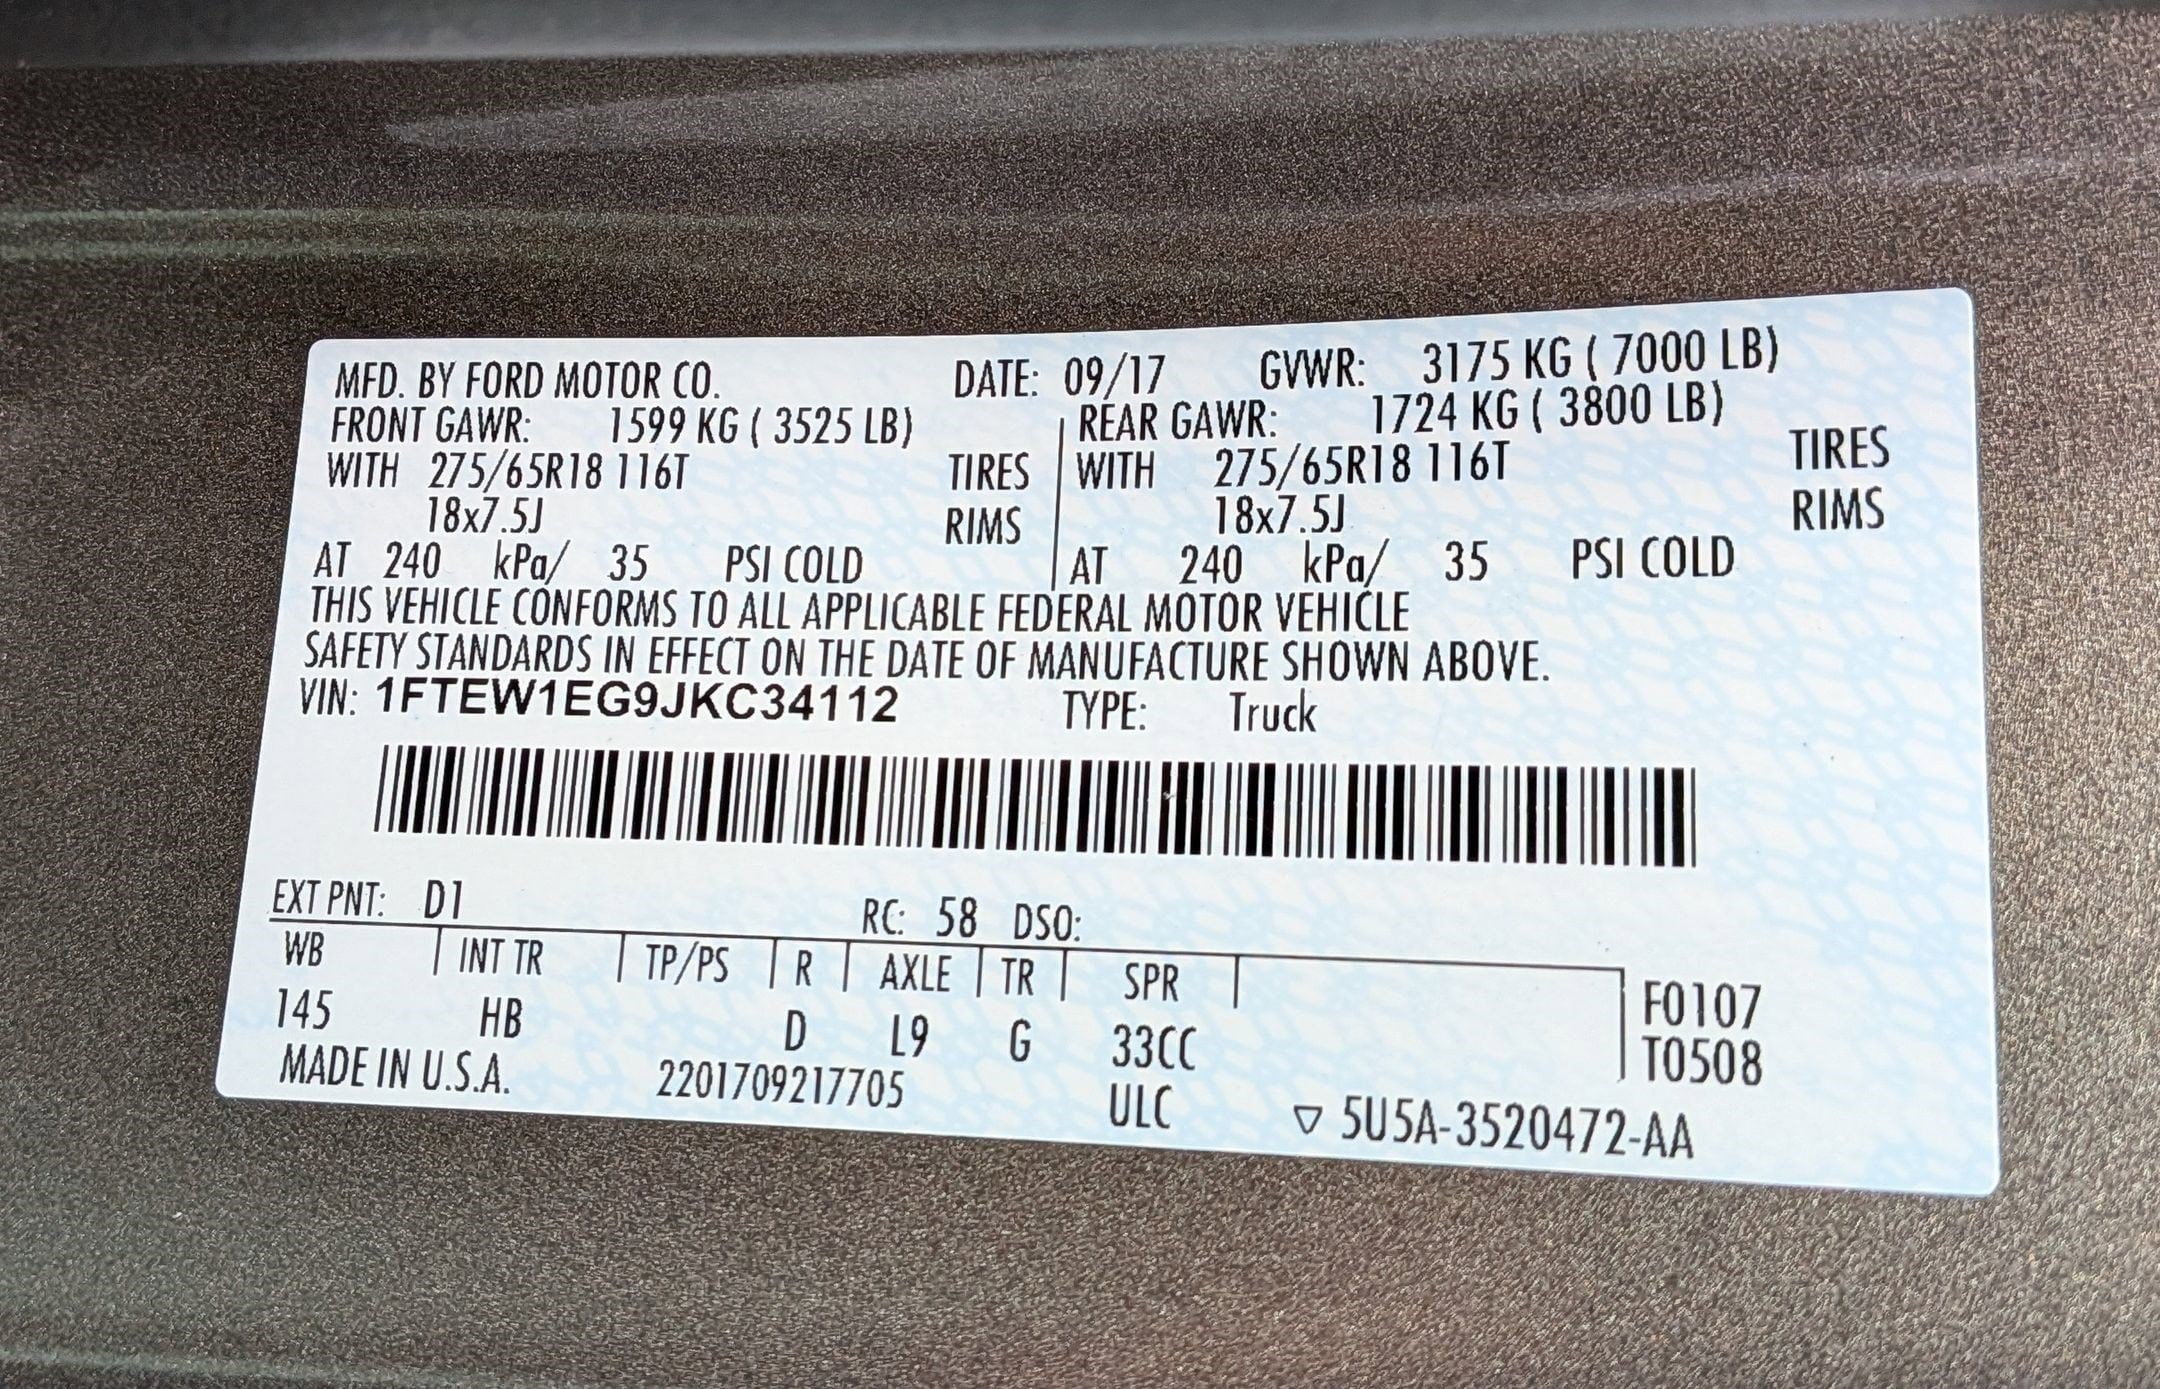 MFD. BY FORD MOTOR CO. DATE: 09/17 GVWR: 3175 KG ( 7000 LB)
FRONT GAWR: 1599 KG ( 3525 LB) REAR GAWR: 1724 KG ( 3800 LB)
WITH 275/65R18 116T TIRES WITH 275/65R18 116T TIRES
18x7.5J RIMS 18x7.5J RIMS
AT 240 kPa/ 35 PSI COLD AT 240 kPa/ 35 PSI COLD
THIS VEHICLE CONFORMS TO ALL APPLICABLE FEDERAL MOTOR VEHICLE
SAFETY STANDARDS IN EFFECT ON THE DATE OF MANUFACTURE SHOWN ABOVE.
VIN: 1FTEW1EG9JKC34112 TYPE: Truck
EXT PNT: D1 RC: 58 DSO:
WB INT TR TP/PS R AXLE TR SPR F0107
145 HB D L9 G 33CC T0508
MADE IN U.S.A. 2201709217705 ULC ▽ 5U5A-3520472-AA